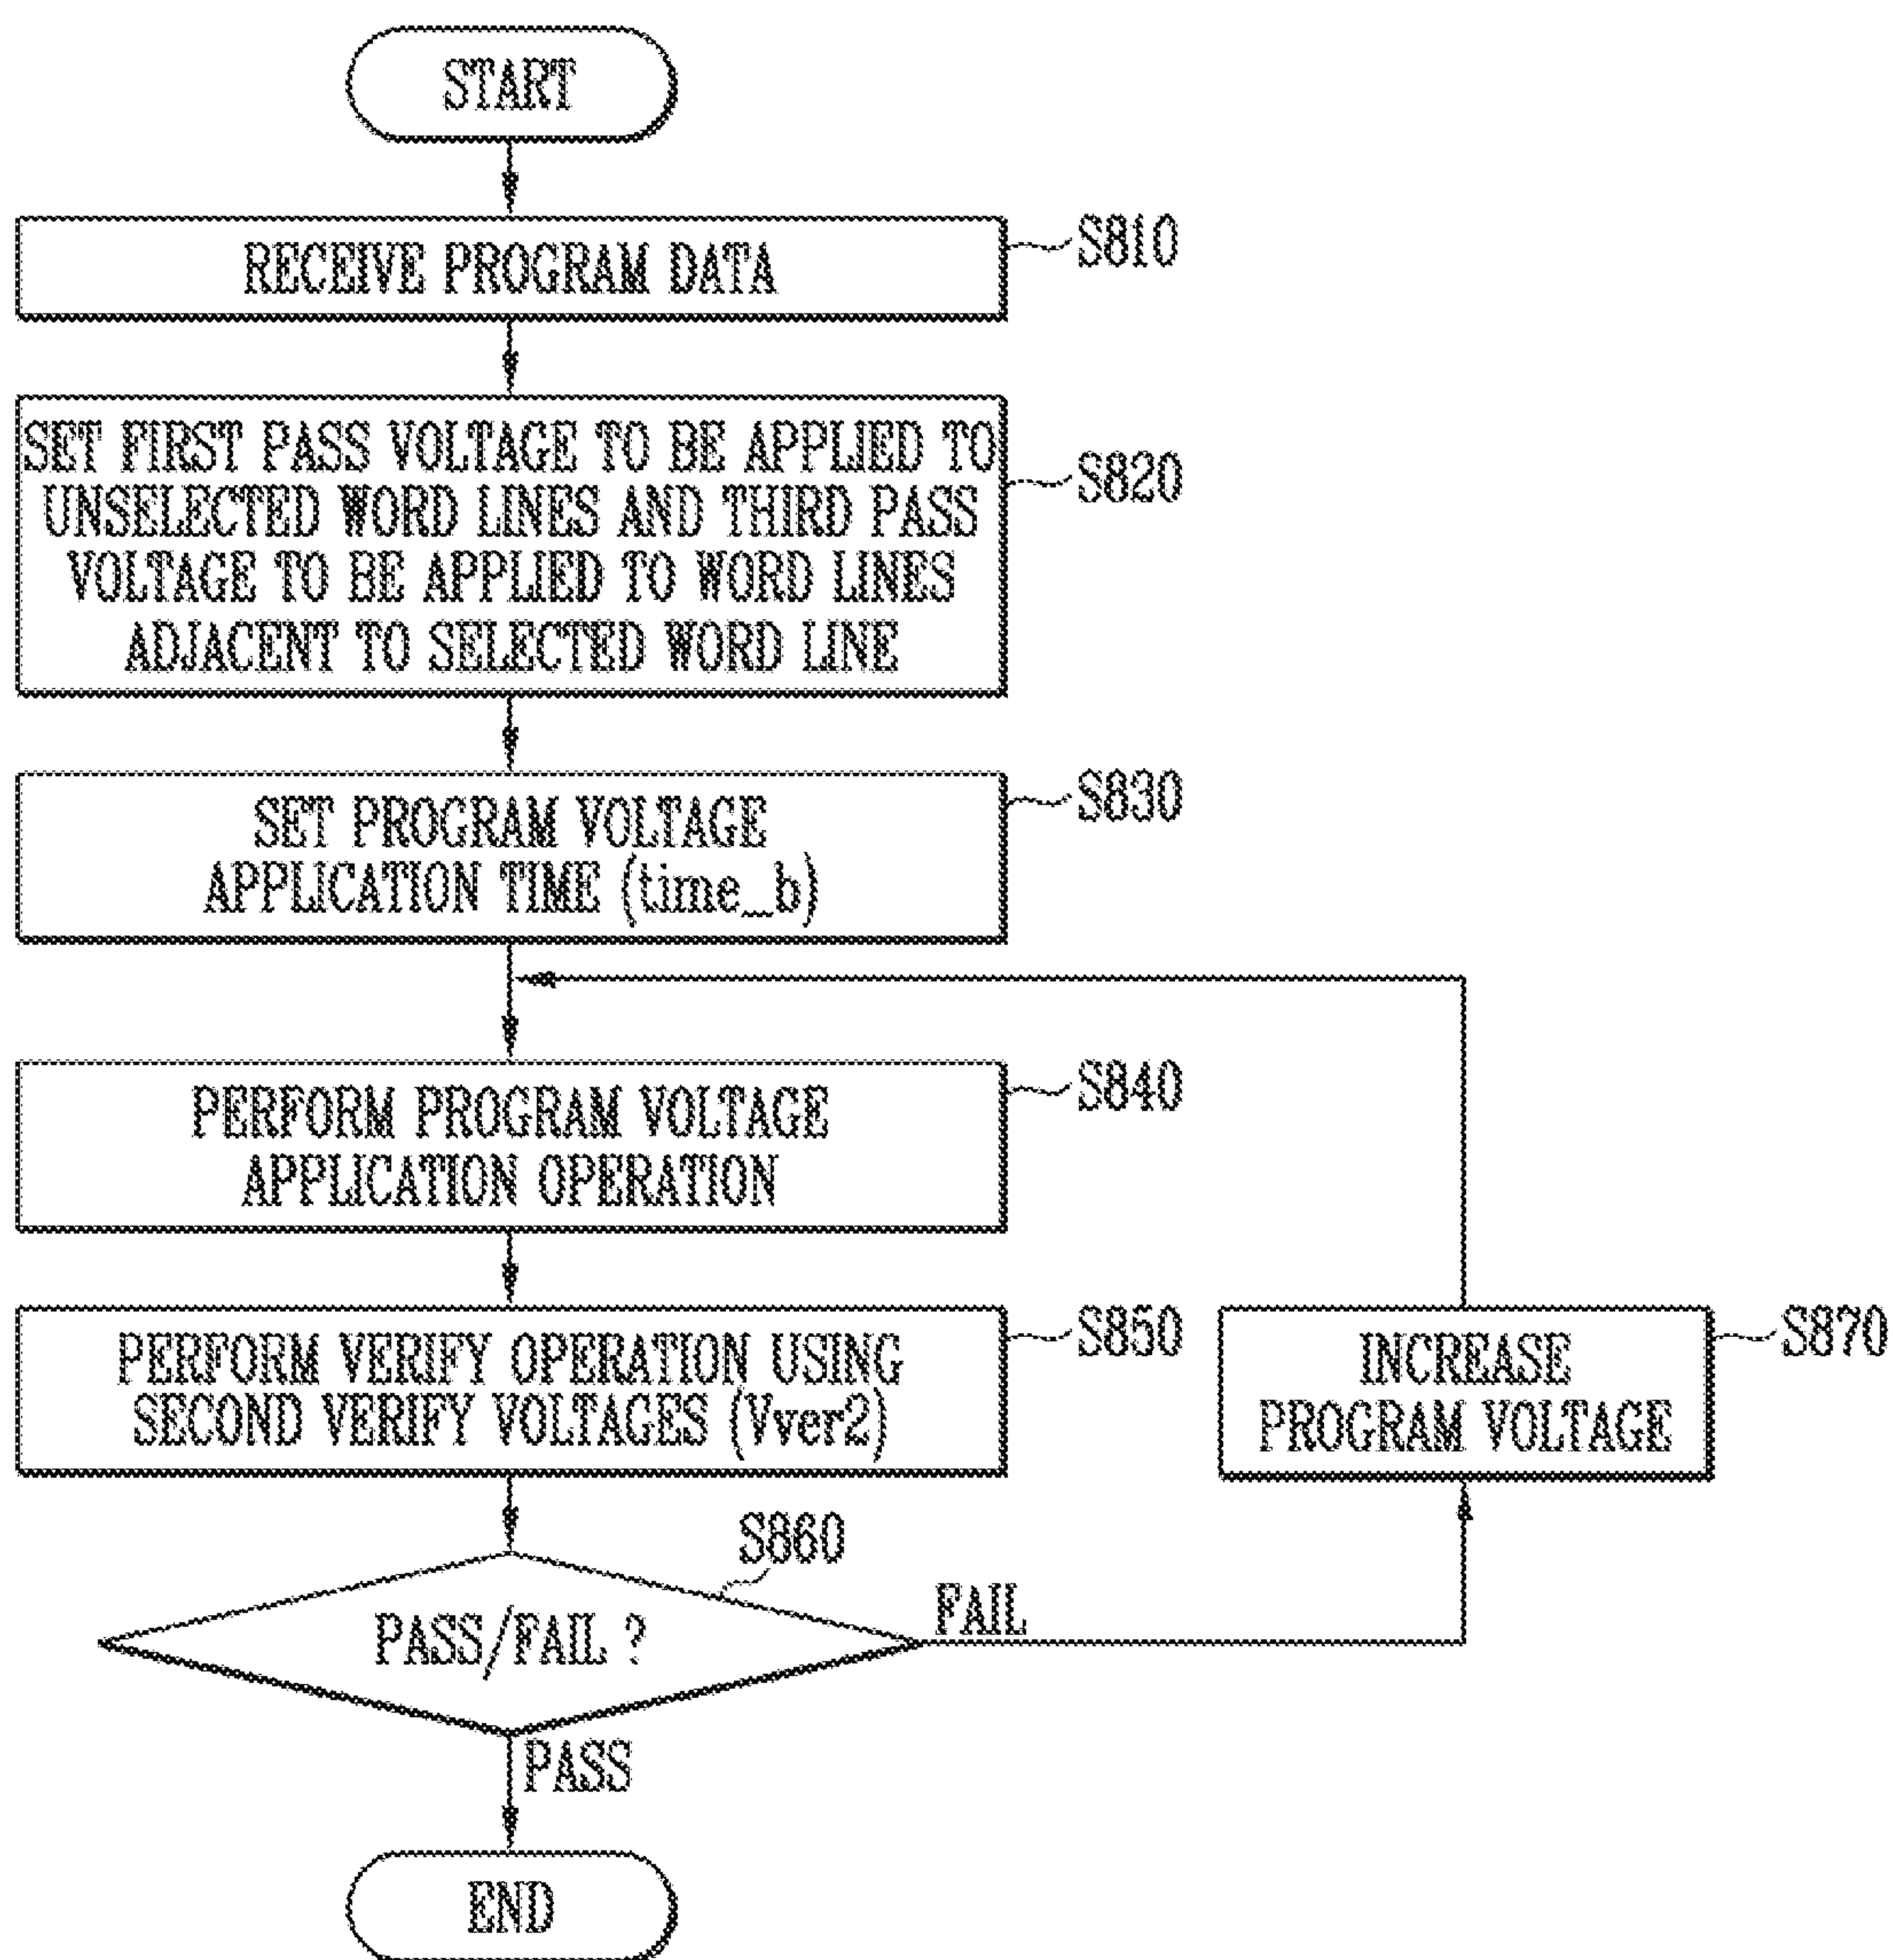 START
RECEIVE PROGRAM DATA
S810
SET FIRST PASS VOLTAGE TO BE APPLIED TO
UNSELECTED WORD LINES AND THIRD PASS
VOLTAGE TO BE APPLIED TO WORD LINES
ADJACENT TO SELECTED WORD LINE
S820
SET PROGRAM VOLTAGE
APPLICATION TIME (time_b)
S830
PERFORM PROGRAM VOLTAGE
APPLICATION OPERATION
S840
PERFORM VERIFY OPERATION USING
SECOND VERIFY VOLTAGES (Vver2)
S850
INCREASE
PROGRAM VOLTAGE
S870
S860
PASS/FAIL ?
FAIL
PASS
END